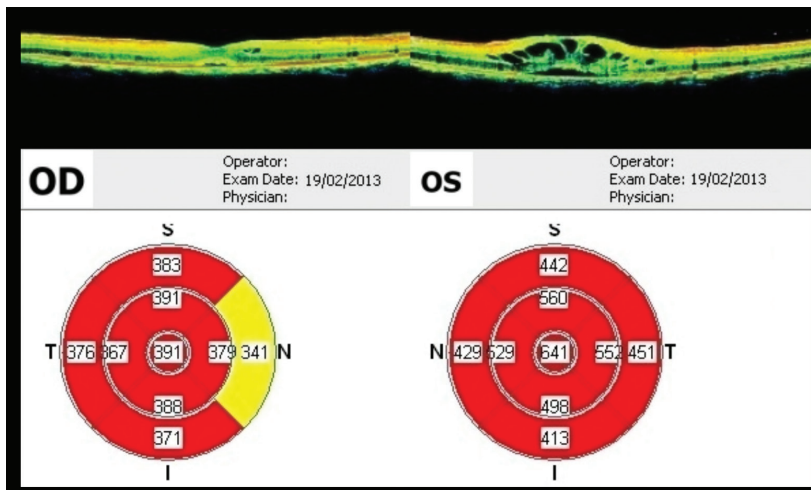 OD
Operator:
Exam Date: 19/02/2013
Physician:
OS
Operator:
Exam Date: 19/02/2013
Physician:
S
383
391
T 376 367 391 379 341 N
388
371
I
S
442
560
N 429 529 641 552 451 T
498
413
I